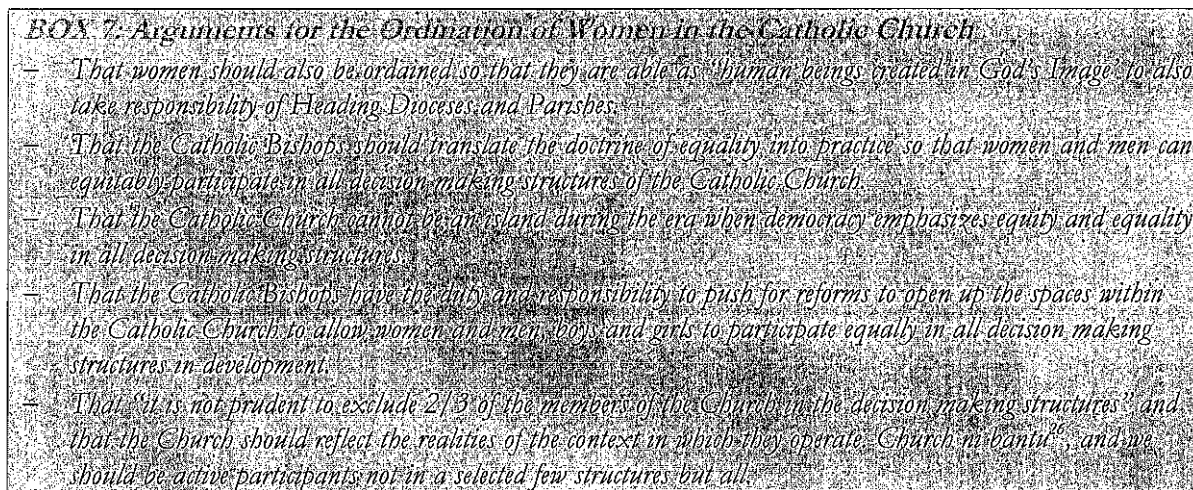 BOX 7: Arguments for the Ordination of Women in the Catholic Church
– That women should also be ordained so that they are able as “human beings created in God's Image' to also
take responsibility of Heading Dioceses and Parishes.
– That the Catholic Bishops should translate the doctrine of equality into practice so that women and men can
equitably participate in all decision making structures of the Catholic Church.
– That the Catholic Church cannot be an island during the era when democracy emphasizes equity and equality
in all decision making structures.
– That the Catholic Bishops have the duty and responsibility to push for reforms to open up the spaces within
the Catholic Church to allow women and men, boys and girls to participate equally in all decision making
structures in development.
– That “it is not prudent to exclude 2/3 of the members of the Church in the decision making structures” and
that the Church should reflect the realities of the context in which they operate. Church ni bantu26, and we
should be active participants not in a selected few structures but all.